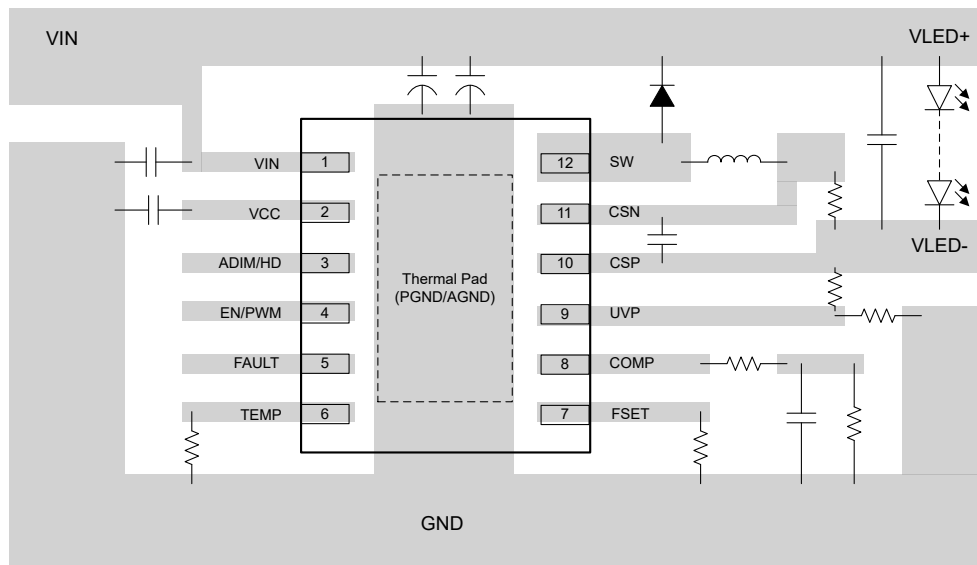 VIN
VLED+
VIN 1
12 SW
VCC 2
11 CSN
VLED-
ADIM/HD 3
10 CSP
Thermal Pad
(PGND/AGND)
EN/PWM 4
9 UVP
FAULT 5
8 COMP
TEMP 6
7 FSET
GND